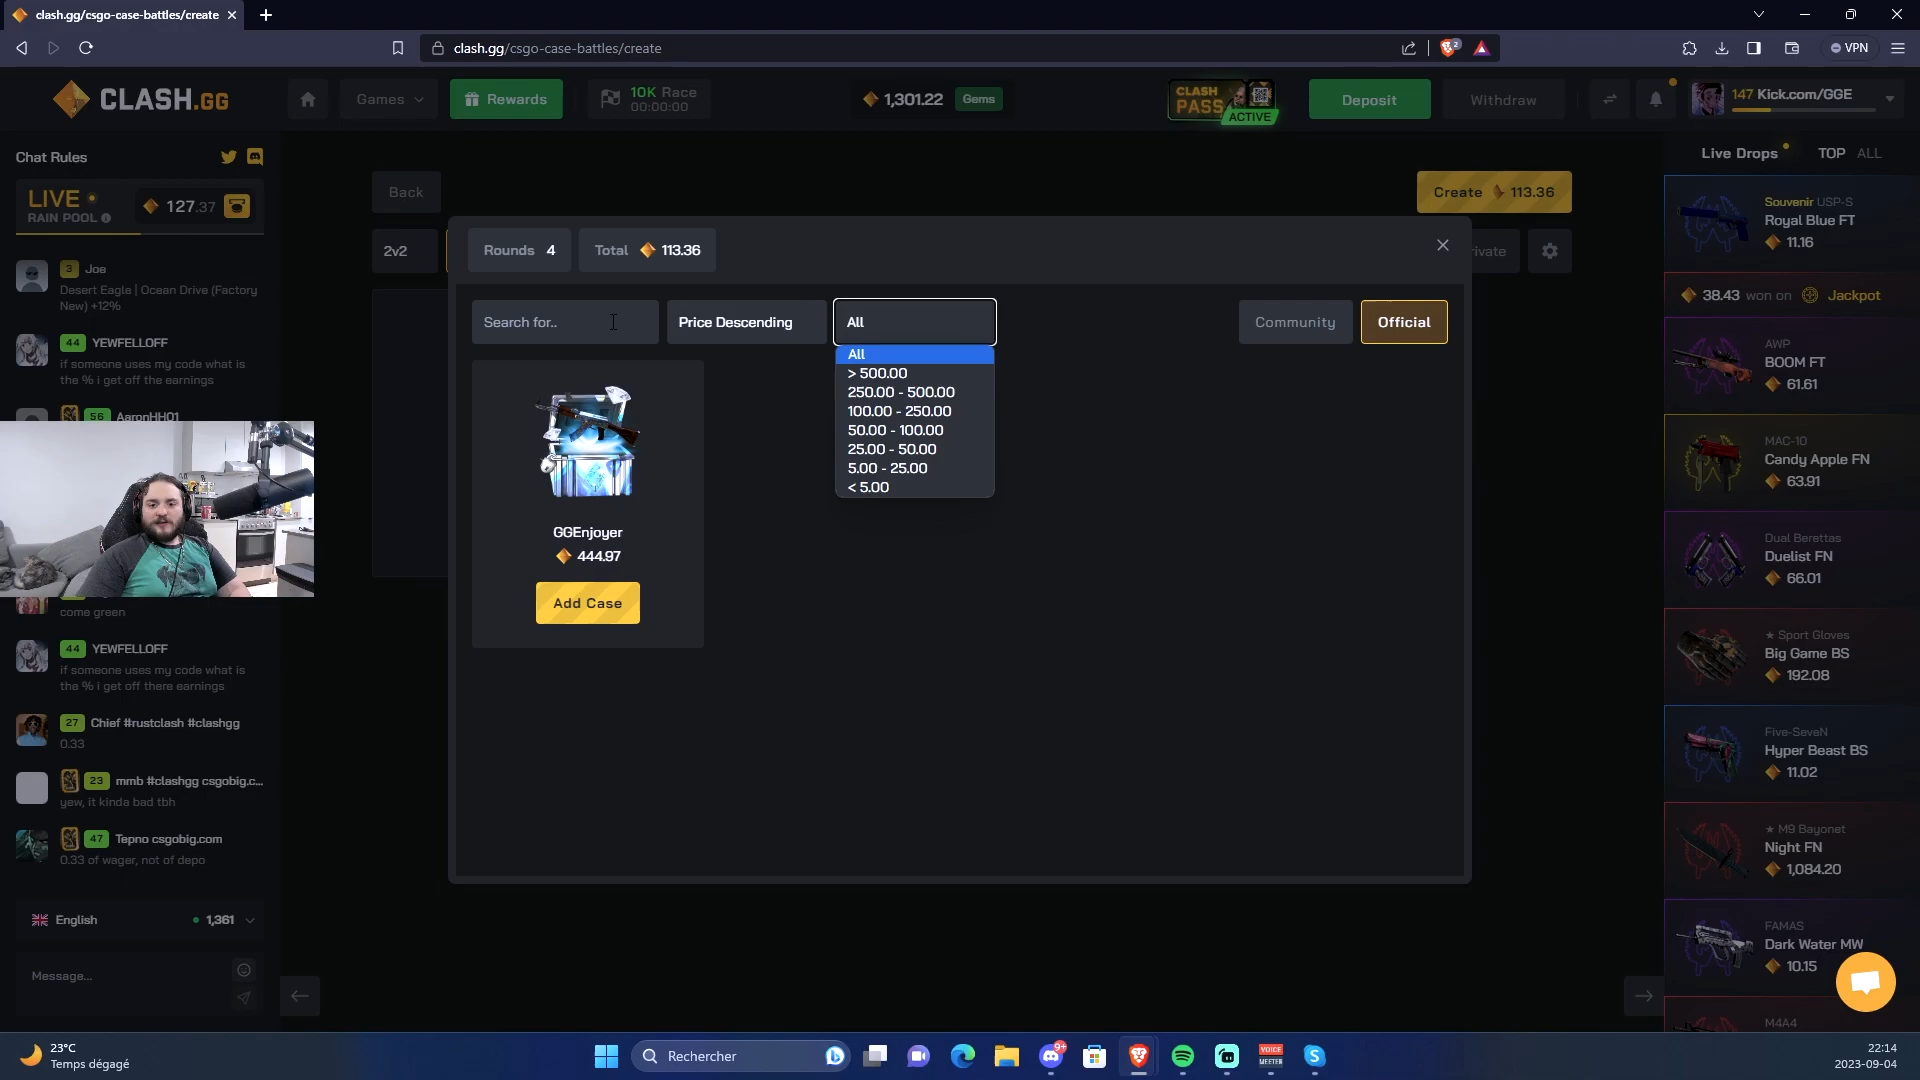 clash.gg/csgo-case-battles/create
clash.gg/csgo-case-battles/create
VPN
2
CLASH.GG
Games
Rewards
10K Race
00:00:00
1,301.22
Gems
CLASH
PASS
ACTIVE
Deposit
Withdraw
147 Kick.com/GGE
Chat Rules
LIVE
RAIN POOL
127.37
3 Joe
Desert Eagle | Ocean Drive (Factory
New) +12%
44 YEWFELLOFF
if someone uses my code what is
the % i get off the earnings
56 AaronHH01
come green
44 YEWFELLOFF
if someone uses my code what is
the % i get off there earnings
27 Chief #rustclash #clashgg
0.33
23 mmb #clashgg csgobig.c...
yew, it kinda bad tbh
47 Tepno csgobig.com
0.33 of wager, not of depo
English
1,361
Message...
Back
Create 113.36
2v2
rivate
Rounds 4
Total 113.36
Search for..
Price Descending
All
Community
Official
All
> 500.00
250.00 - 500.00
100.00 - 250.00
50.00 - 100.00
25.00 - 50.00
5.00 - 25.00
< 5.00
GGEnjoyer
444.97
Add Case
Live Drops
TOP
ALL
Souvenir USP-S
Royal Blue FT
11.16
38.43 won on Jackpot
AWP
BOOM FT
61.61
MAC-10
Candy Apple FN
63.91
Dual Berettas
Duelist FN
66.01
★ Sport Gloves
Big Game BS
192.08
Five-SeveN
Hyper Beast BS
11.02
★ M9 Bayonet
Night FN
1,084.20
FAMAS
Dark Water MW
10.15
M4A4
23°C
Temps dégagé
Rechercher
9+
VOICE
MEETER
22:14
2023-09-04